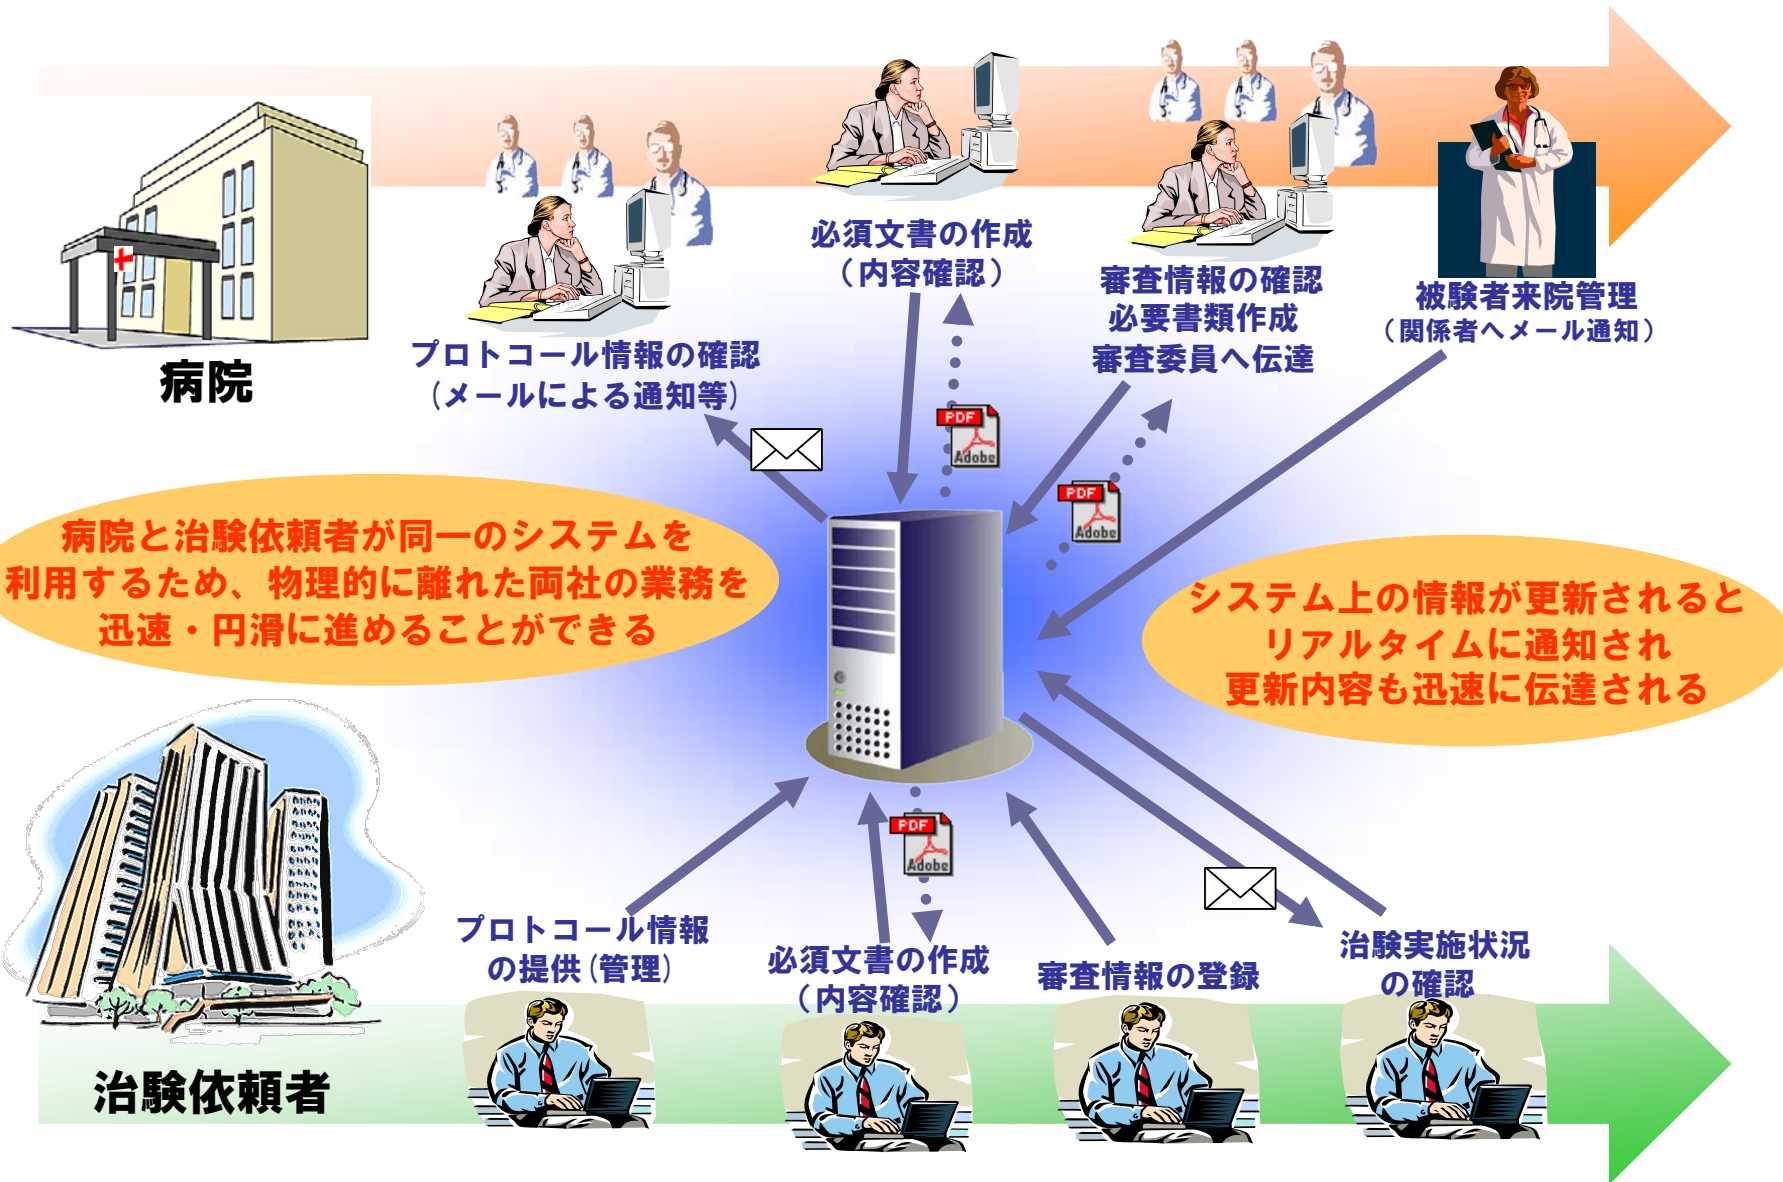 必須文書の作成
（内容確認）
審査情報の確認
必要書類作成
審査委員へ伝達
被験者来院管理
（関係者へメール通知）
プロトコール情報の確認
（メールによる通知等）
病院
PDF
Adobe
PDF
Adobe
病院と治験依頼者が同一のシステムを
利用するため、物理的に離れた両社の業務を
迅速・円滑に進めることができる
システム上の情報が更新されると
リアルタイムに通知され
更新内容も迅速に伝達される
PDF
Adobe
プロトコール情報
の提供（管理）
必須文書の作成
（内容確認）
審査情報の登録
治験実施状況
の確認
治験依頼者